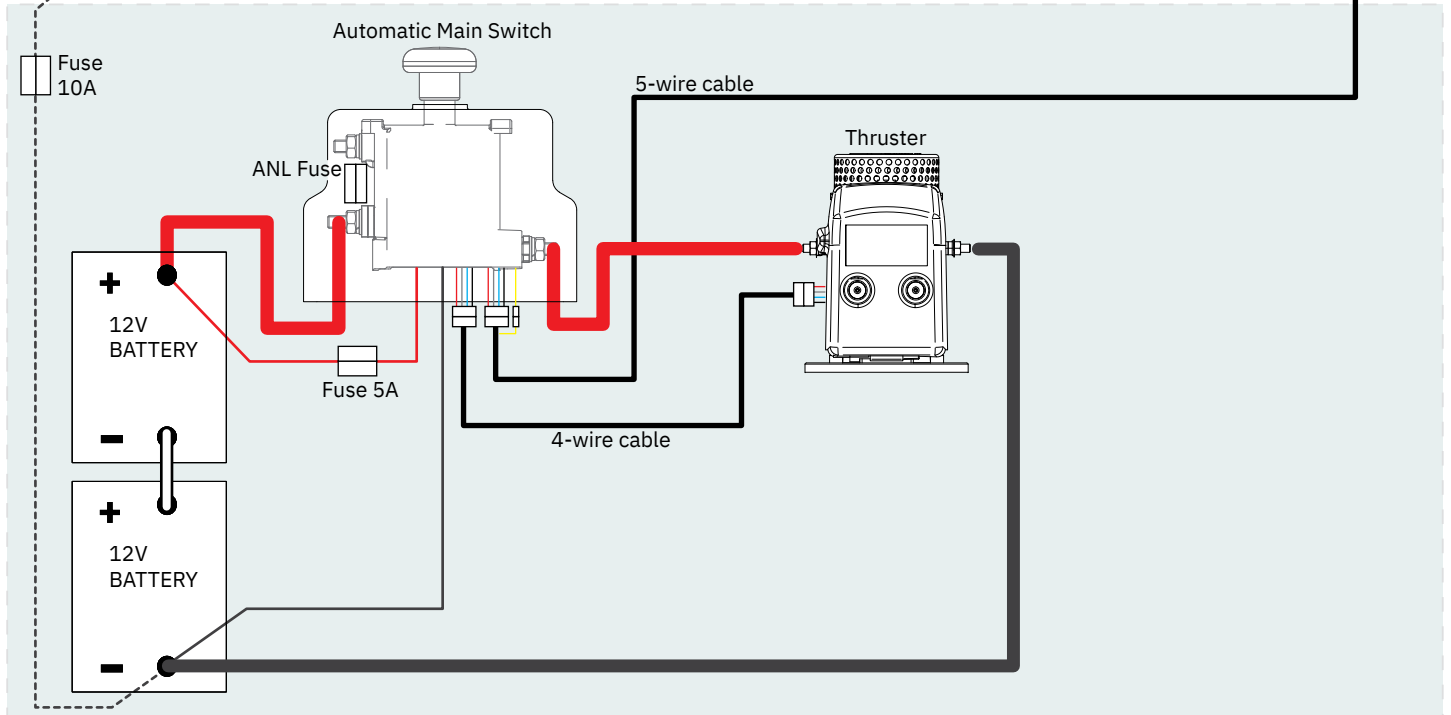 Automatic Main Switch
Fuse
10A
5-wire cable
Thruster
ANL Fuse
+
12V
BATTERY
Fuse 5A
–
4-wire cable
+
12V
BATTERY
–